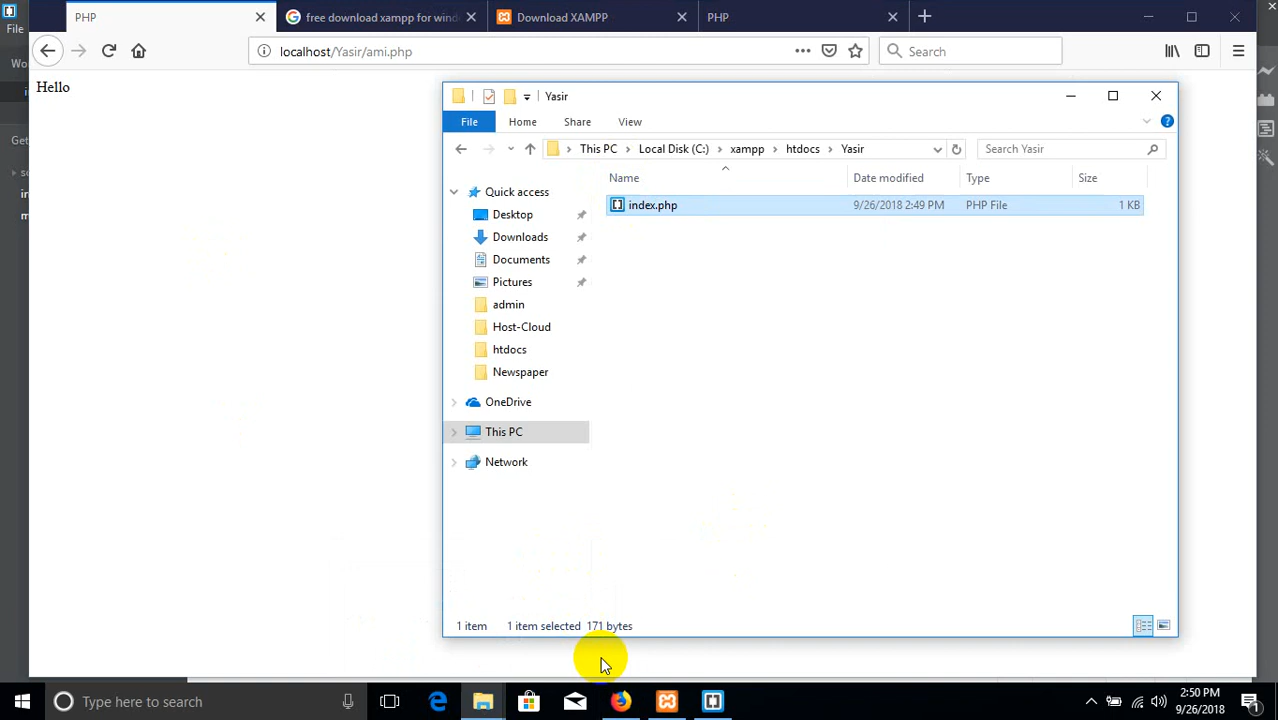 PHP
free download xampp for wind
Download XAMPP
PHP
File
localhost/Yasir/ami.php
Search
Wo
Hello
Get
Yasir
File
Home
Share
View
This PC
Local Disk (C:)
xampp
htdocs
Yasir
Search Yasir
Name
Date modified
Type
Size
Quick access
index.php
9/26/2018 2:49 PM
PHP File
1 KB
Desktop
Downloads
Documents
Pictures
admin
Host-Cloud
htdocs
Newspaper
OneDrive
This PC
Network
1 item
1 item selected
171 bytes
Type here to search
2:50 PM
9/26/2018
1